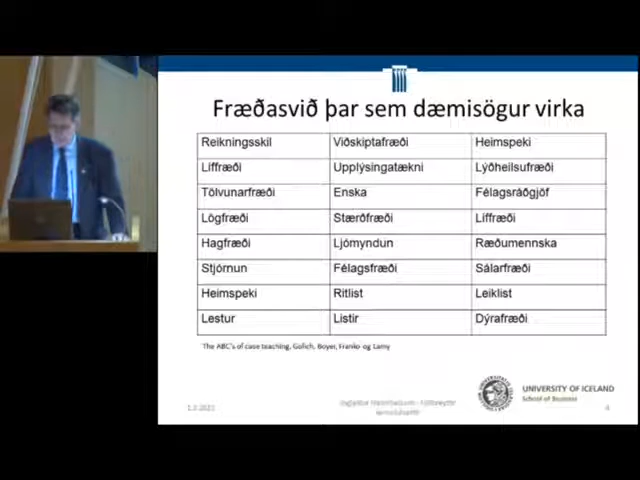 Fræðasvið þar sem dæmisögur virka
Reikningsskil Viðskiptafræði Heimspeki
Líffræði Upplýsingatækni Lýðheilsufræði
Tölvunarfræði Enska Félagsráðgjöf
Lögfræði Stærðfræði Líffræði
Hagfræði Ljómyndun Ræðumennska
Stjórnun Félagsfræði Sálarfræði
Heimspeki Ritlist Leiklist
Lestur Listir Dýrafræði
The ABC's of case teaching, Golich, Boyer, Franko og Lamy
UNIVERSITY OF ICELAND
School of Business
4